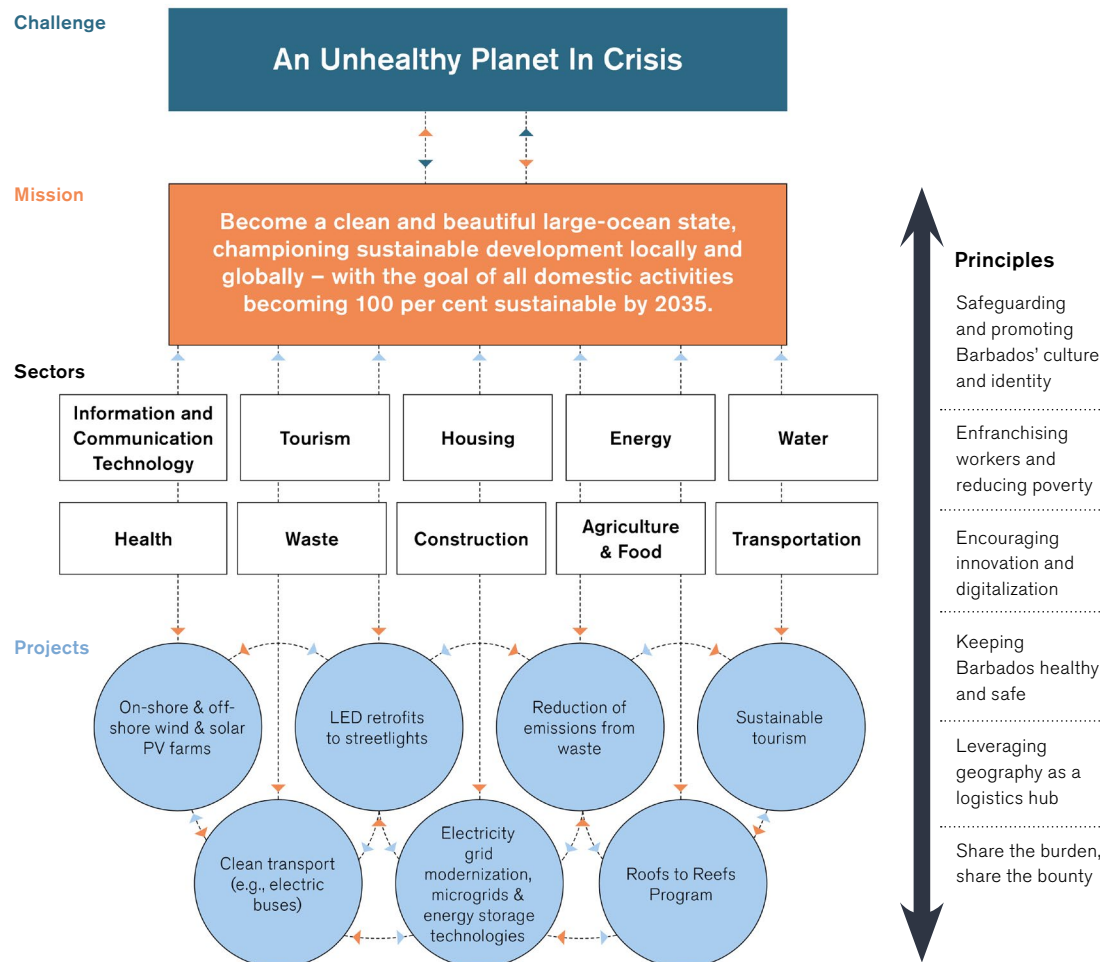 Challenge
An Unhealthy Planet In Crisis
Mission
Become a clean and beautiful large-ocean state,
championing sustainable development locally and
globally – with the goal of all domestic activities
becoming 100 per cent sustainable by 2035.
Sectors
Information and
Communication
Technology
Tourism
Housing
Energy
Water
Health
Waste
Construction
Agriculture
& Food
Transportation
Projects
On-shore & off-
shore wind & solar
PV farms
LED retrofits
to streetlights
Reduction of
emissions from
waste
Sustainable
tourism
Clean transport
(e.g., electric
buses)
Electricity
grid
modernization,
microgrids &
energy storage
technologies
Roofs to Reefs
Program
Principles
Safeguarding
and promoting
Barbados’ culture
and identity
Enfranchising
workers and
reducing poverty
Encouraging
innovation and
digitalization
Keeping
Barbados healthy
and safe
Leveraging
geography as a
logistics hub
Share the burden,
share the bounty